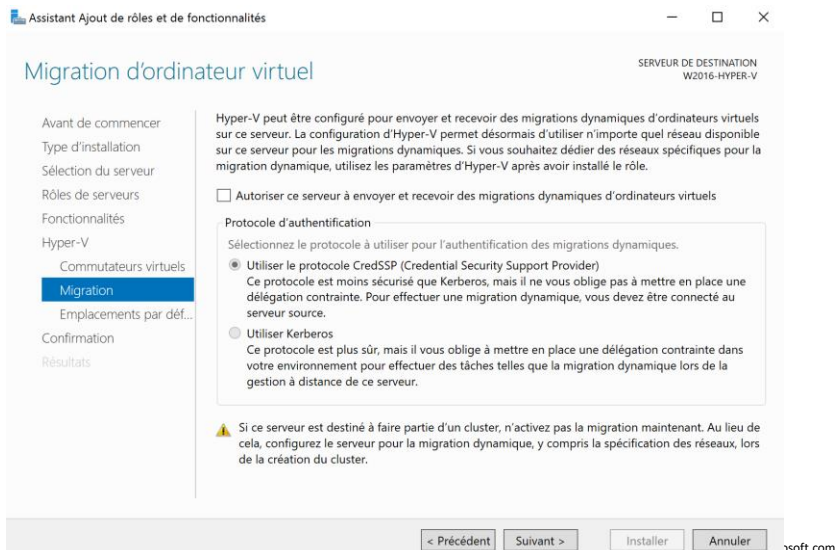 Assistant Ajout de rôles et de fonctionnalités
Migration d'ordinateur virtuel
SERVEUR DE DESTINATION
W2016-HYPER-V
Avant de commencer
Type d'installation
Sélection du serveur
Rôles de serveurs
Fonctionnalités
Hyper-V
Commutateurs virtuels
Migration
Emplacements par déf...
Confirmation
Résultats
Hyper-V peut être configuré pour envoyer et recevoir des migrations dynamiques d'ordinateurs virtuels
sur ce serveur. La configuration d'Hyper-V permet désormais d'utiliser n'importe quel réseau disponible
sur ce serveur pour les migrations dynamiques. Si vous souhaitez dédier des réseaux spécifiques pour la
migration dynamique, utilisez les paramètres d'Hyper-V après avoir installé le rôle.
Autoriser ce serveur à envoyer et recevoir des migrations dynamiques d'ordinateurs virtuels
Protocole d'authentification
Sélectionnez le protocole à utiliser pour l'authentification des migrations dynamiques.
Utiliser le protocole CredSSP (Credential Security Support Provider)
Ce protocole est moins sécurisé que Kerberos, mais il ne vous oblige pas à mettre en place une
délégation contrainte. Pour effectuer une migration dynamique, vous devez être connecté au
serveur source.
Utiliser Kerberos
Ce protocole est plus sûr, mais il vous oblige à mettre en place une délégation contrainte dans
votre environnement pour effectuer des tâches telles que la migration dynamique lors de la
gestion à distance de ce serveur.
Si ce serveur est destiné à faire partie d'un cluster, n'activez pas la migration maintenant. Au lieu de
cela, configurez le serveur pour la migration dynamique, y compris la spécification des réseaux, lors
de la création du cluster.
< Précédent
Suivant >
Installer
Annuler
osoft.com